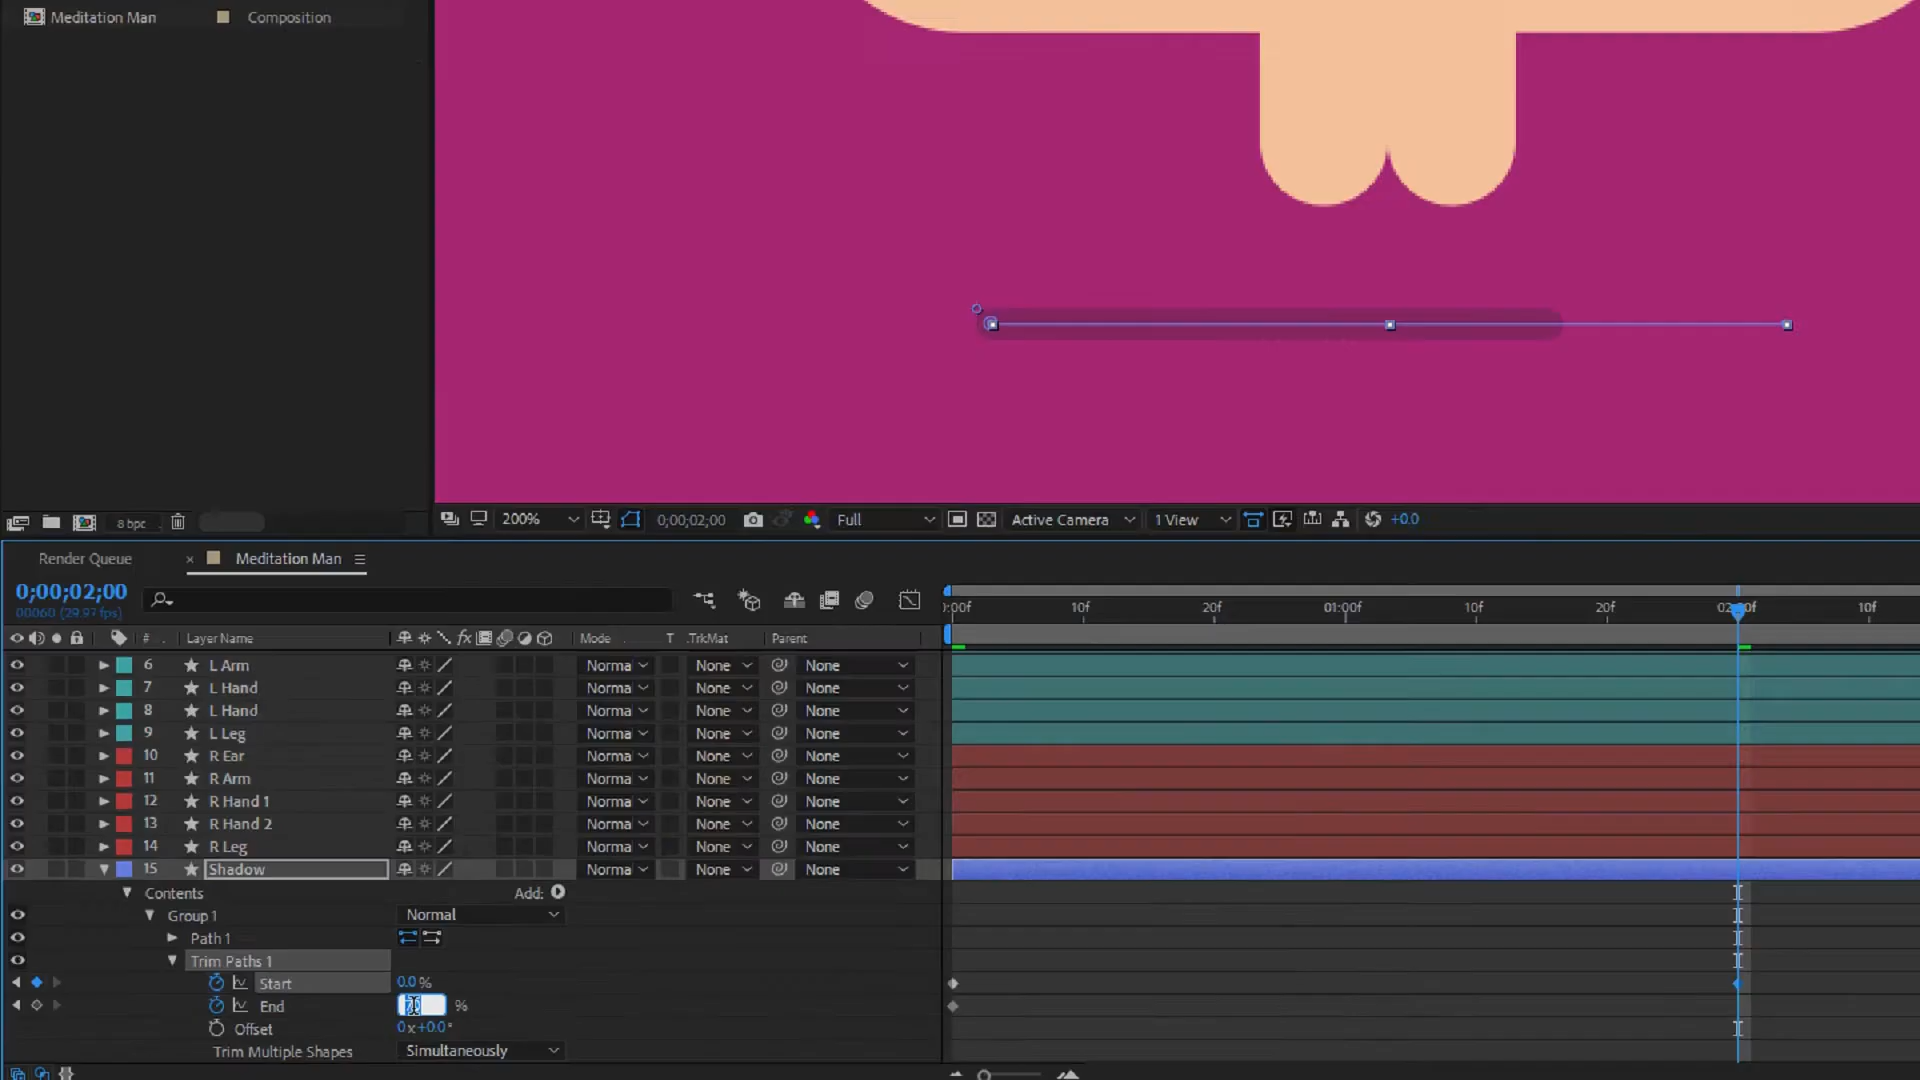 Meditation Man Composition
8 bpc
200% 0;00;02;00 Full Active Camera 1 View +0.0
Render Queue × Meditation Man
0;00;02;00
00060 (29.97 fps)
):00f 10f 20f 01:00f 10f 20f 10f
# Layer Name fx Mode T .TrkMat Parent
6 L Arm Norma None None
7 L Hand Norma None None
8 L Hand Norma None None
9 L Leg Norma None None
10 R Ear Norma None None
11 R Arm Norma None None
12 R Hand 1 Norma None None
13 R Hand 2 Norma None None
14 R Leg Norma None None
15 Shadow Norma None None
Contents Add:
Group 1 Normal
Path 1
Trim Paths 1
Start 0.0 %
End %
Offset 0 x +0.0 °
Trim Multiple Shapes Simultaneously